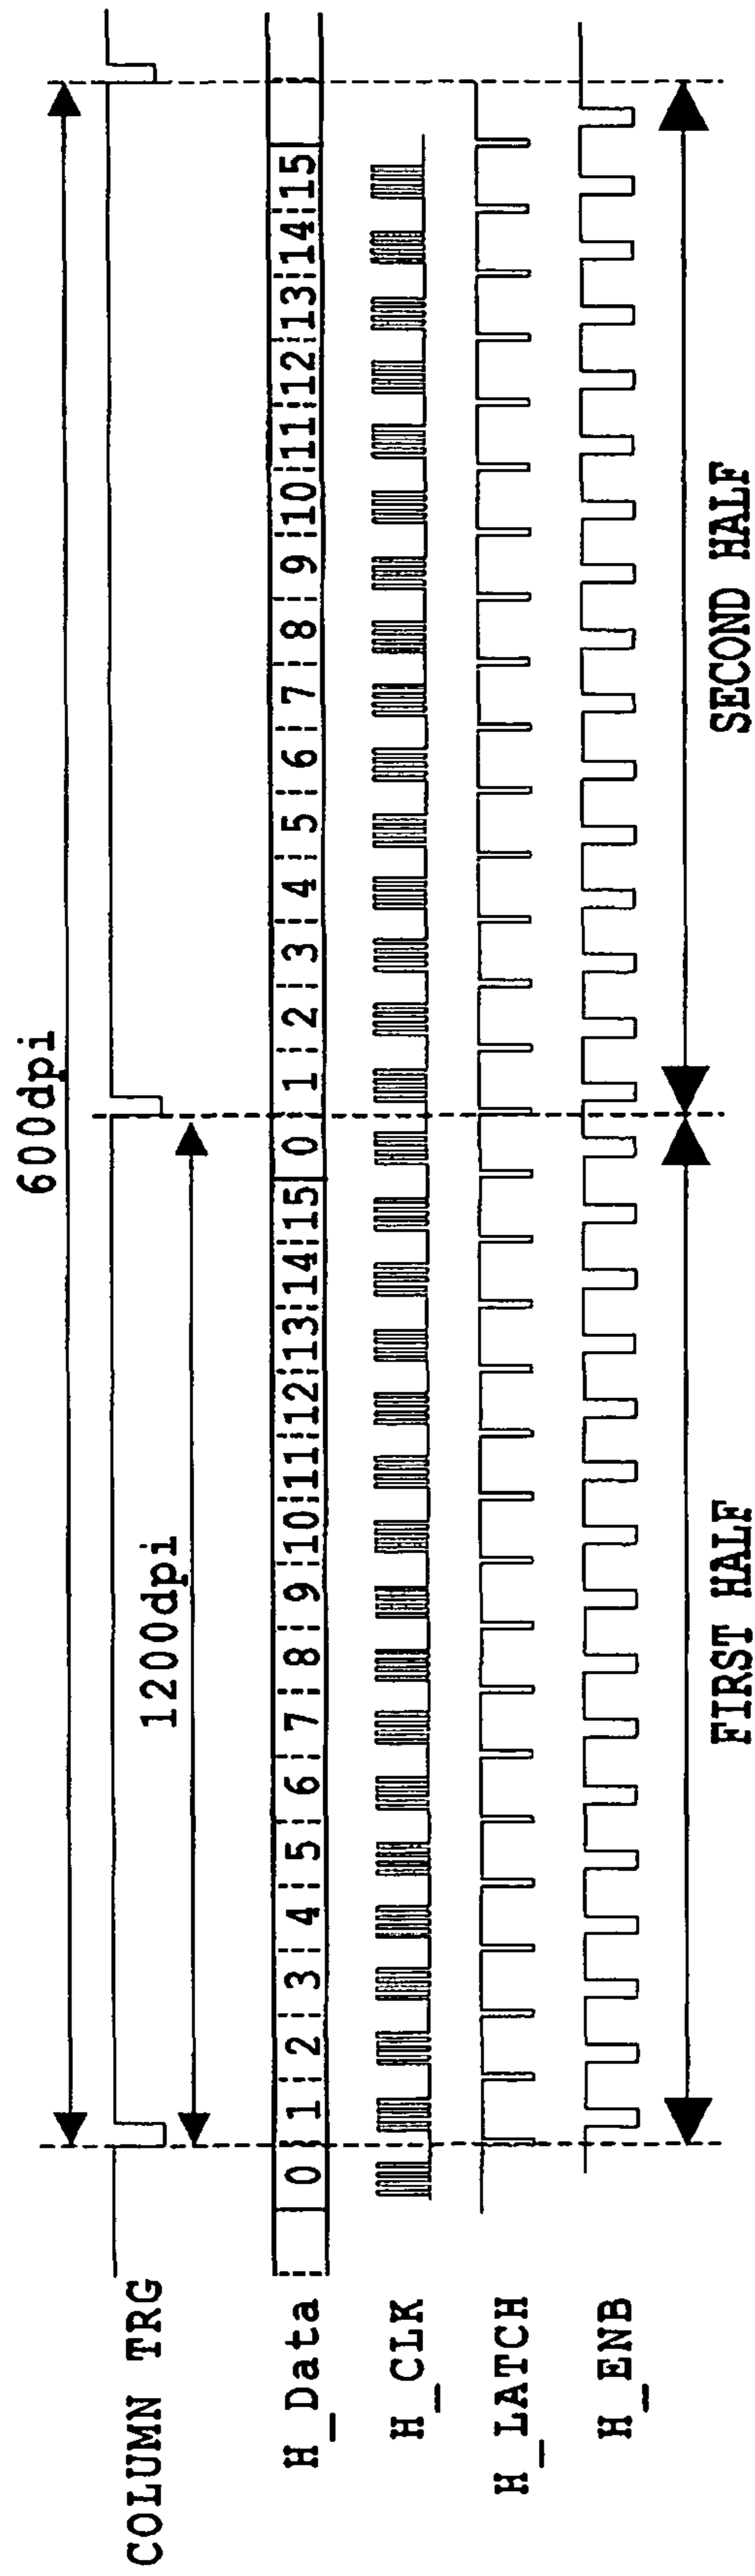 600dpi
1200dpi
COLUMN TRG
H_Data 0 1 2 3 4 5 6 7 8 9 10 11 12 13 14 15 0 1 2 3 4 5 6 7 8 9 10 11 12 13 14 15
H_CLK
H_LATCH
H_ENB
FIRST HALF SECOND HALF